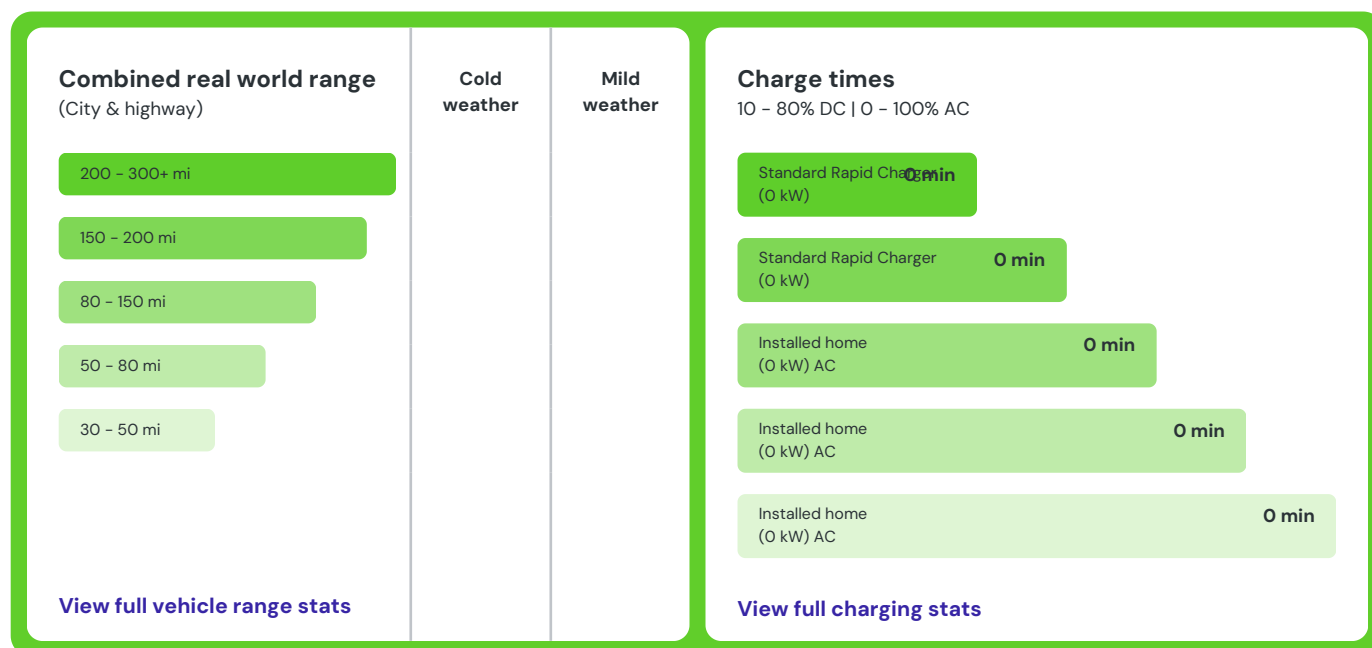 Combined real world range
(City & highway)
Cold
weather
Mild
weather
200 - 300+ mi
150 - 200 mi
80 - 150 mi
50 - 80 mi
30 - 50 mi
View full vehicle range stats
Charge times
10 - 80% DC | 0 - 100% AC
Standard Rapid Charger
(0 kW)
0 min
Standard Rapid Charger
(0 kW)
0 min
Installed home
(0 kW) AC
0 min
Installed home
(0 kW) AC
0 min
Installed home
(0 kW) AC
0 min
View full charging stats